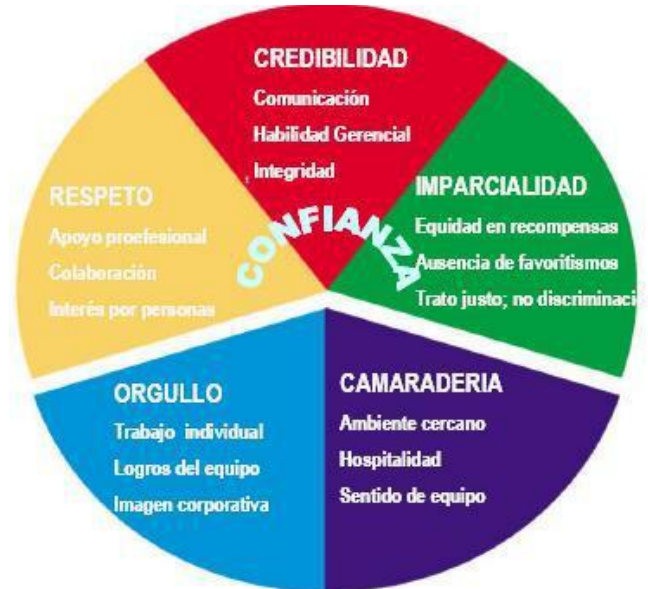 CREDIBILIDAD
Comunicación
Habilidad Gerencial
Integridad
RESPETO
Apoyo proefesional
Colaboración
Interés por personas
CONFIANZA
IMPARCIALIDAD
Equidad en recompensas
Ausencia de favoritismos
Trato justo; no discriminaci
ORGULLO
Trabajo individual
Logros del equipo
Imagen corporativa
CAMARADERIA
Ambiente cercano
Hospitalidad
Sentido de equipo